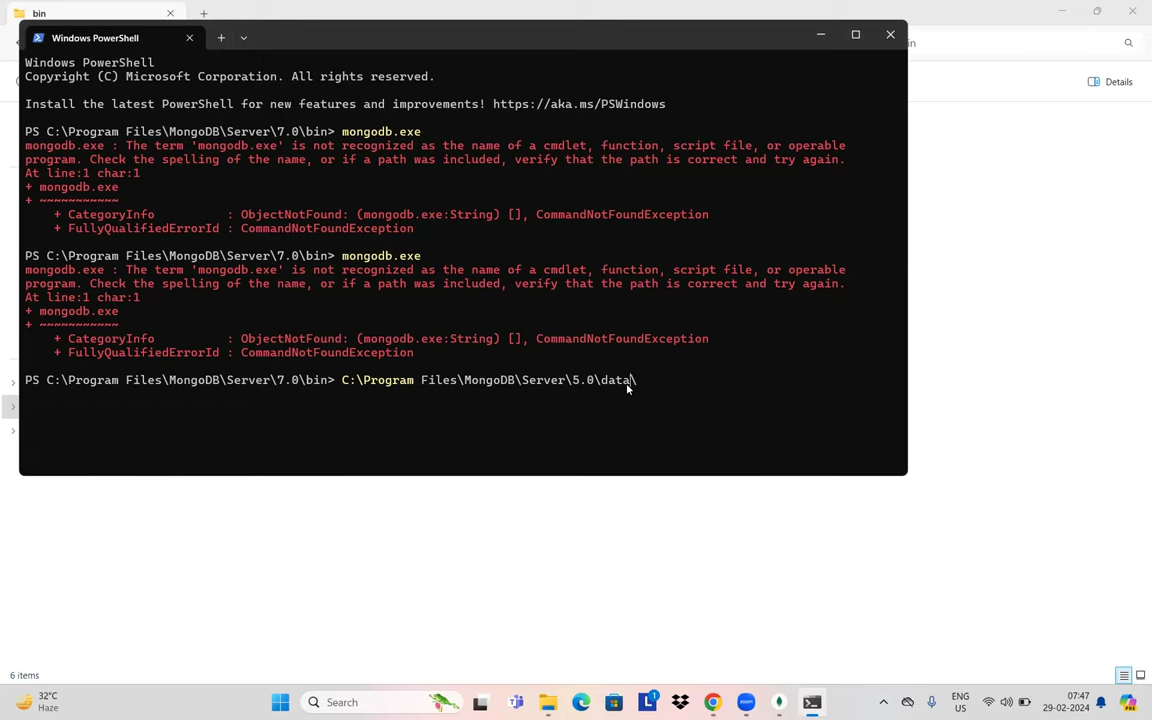 bin
Windows PowerShell
in
Details
Windows PowerShell
Copyright (C) Microsoft Corporation. All rights reserved.
Install the latest PowerShell for new features and improvements! https://aka.ms/PSWindows
PS C:\Program Files\MongoDB\Server\7.0\bin> mongodb.exe
mongodb.exe : The term 'mongodb.exe' is not recognized as the name of a cmdlet, function, script file, or operable
program. Check the spelling of the name, or if a path was included, verify that the path is correct and try again.
At line:1 char:1
+ mongodb.exe
+ ~~~~~~~~~~~
+ CategoryInfo : ObjectNotFound: (mongodb.exe:String) [], CommandNotFoundException
+ FullyQualifiedErrorId : CommandNotFoundException
PS C:\Program Files\MongoDB\Server\7.0\bin> mongodb.exe
mongodb.exe : The term 'mongodb.exe' is not recognized as the name of a cmdlet, function, script file, or operable
program. Check the spelling of the name, or if a path was included, verify that the path is correct and try again.
At line:1 char:1
+ mongodb.exe
+ ~~~~~~~~~~~
+ CategoryInfo : ObjectNotFound: (mongodb.exe:String) [], CommandNotFoundException
+ FullyQualifiedErrorId : CommandNotFoundException
PS C:\Program Files\MongoDB\Server\7.0\bin> C:\Program Files\MongoDB\Server\5.0\data\
6 items
32°C
Haze
Search
1
zoom
ENG
US
07:47
29-02-2024
PRE